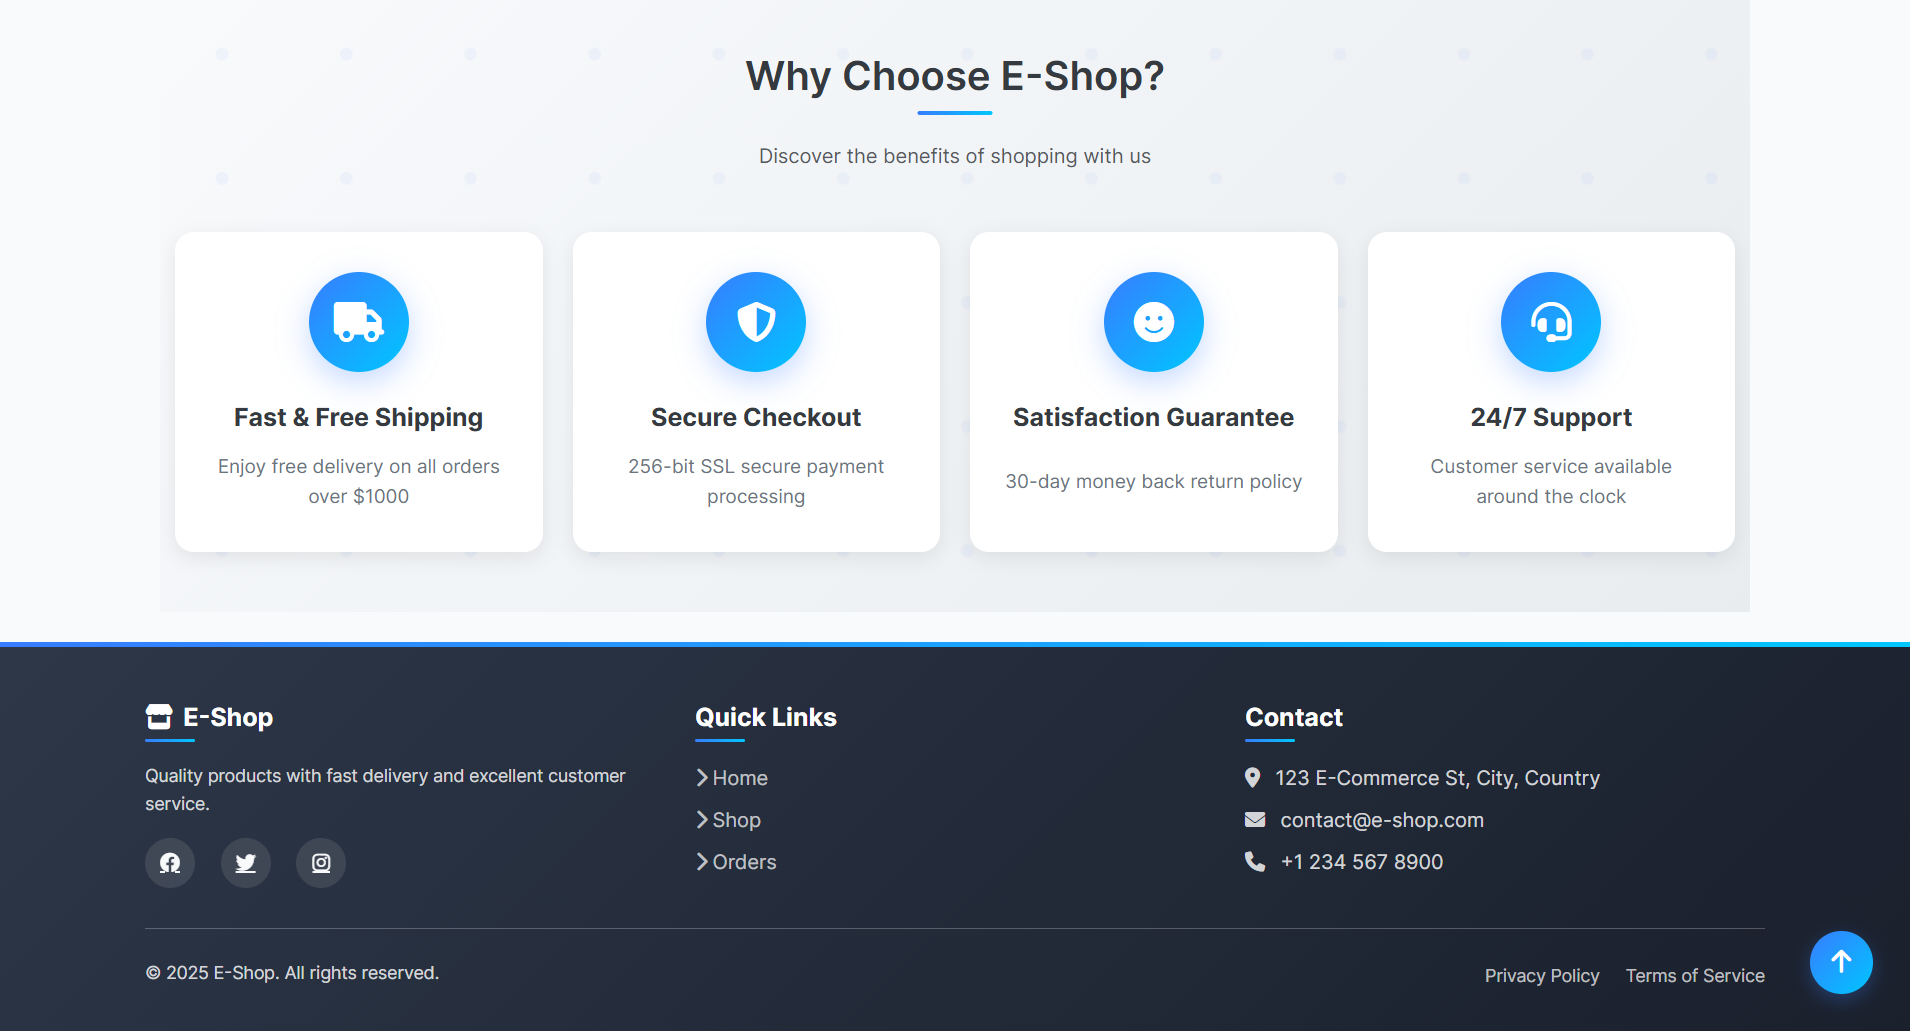 Why Choose E-Shop?
Discover the benefits of shopping with us
Fast & Free Shipping
Enjoy free delivery on all orders
over $1000
Secure Checkout
256-bit SSL secure payment
processing
Satisfaction Guarantee
30-day money back return policy
24/7 Support
Customer service available
around the clock
E-Shop
Quality products with fast delivery and excellent customer
service.
Quick Links
Home
Shop
Orders
Contact
123 E-Commerce St, City, Country
contact@e-shop.com
+1 234 567 8900
© 2025 E-Shop. All rights reserved.
Privacy Policy
Terms of Service